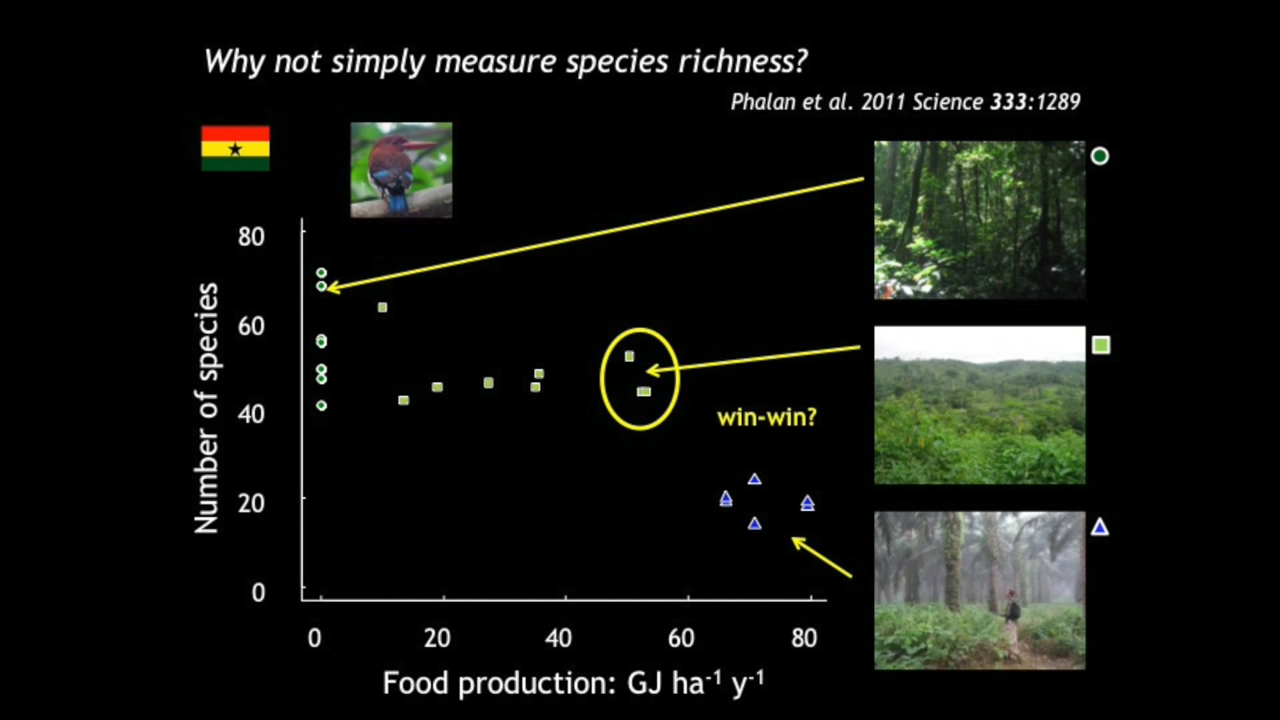 Why not simply measure species richness?
Phalan et al. 2011 Science 333:1289
80
60
40
20
0
Number of species
win-win?
0 20 40 60 80
Food production: GJ ha⁻¹ y⁻¹